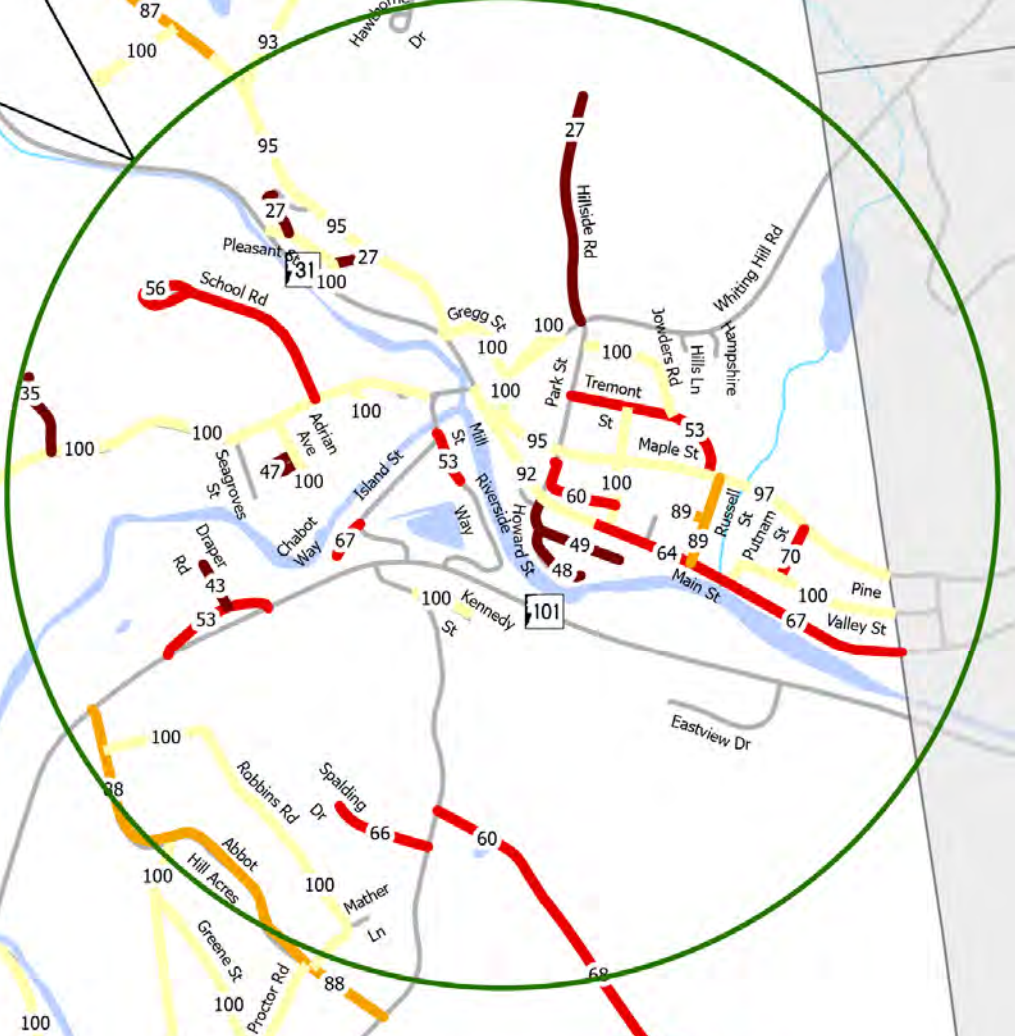 87
93
Hawborne
Dr
100
27
95
27
95
Hillside Rd
Pleasant St
27
31
100
Whiting Hill Rd
56
School Rd
Gregg St
100
Jowders Rd
Hills Ln
Hampshire
100
100
35
Park St
Tremont
100
100
St
53
Adrian
Ave
100
100
St
Mill
95
Maple St
47
100
Seagroves
St
Island St
53
92
100
97
Riverside
Way
60
Russell
St
89
Howard St
Putnam
St
Chabot
Way
67
49
64
89
70
Draper
Rd
48
Main St
43
100
Pine
100
Kennedy
St
101
53
67
Valley St
Eastview Dr
100
88
Robbins Rd
Spalding
Dr
66
60
Abbot
Hill Acres
100
100
Mather
Ln
Greene St
68
Proctor Rd
88
100
100